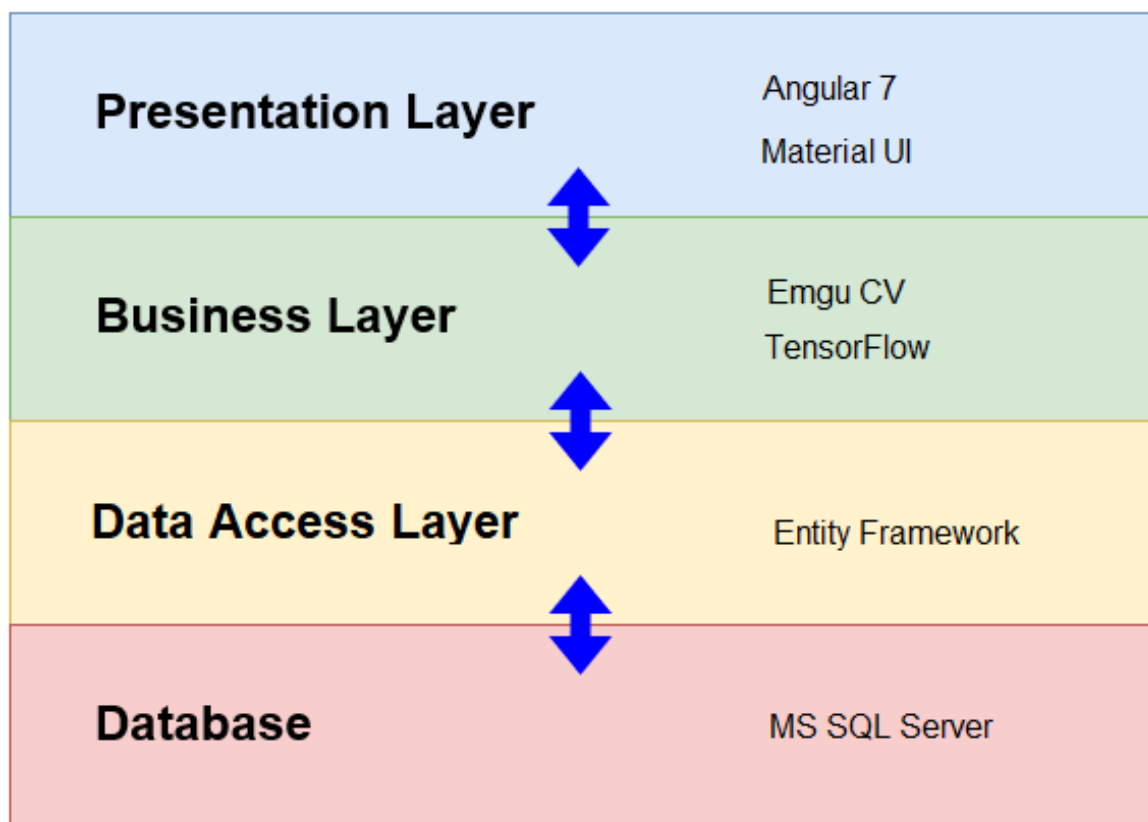 Presentation Layer
Angular 7
Material UI
Business Layer
Emgu CV
TensorFlow
Data Access Layer
Entity Framework
Database
MS SQL Server